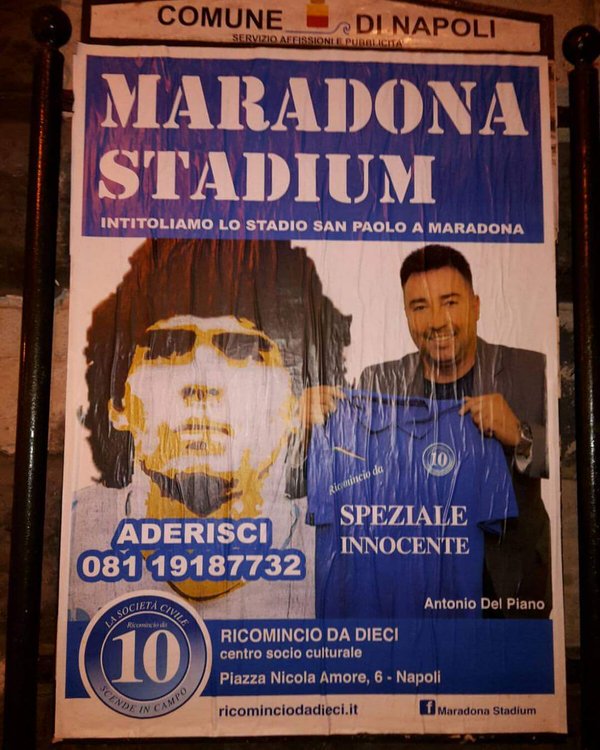 COMUNE DI NAPOLI
SERVIZIO AFFISSIONI E PUBBLICITA'
MARADONA
STADIUM
INTITOLIAMO LO STADIO SAN PAOLO A MARADONA
10
Ricomincio da
SPEZIALE
INNOCENTE
ADERISCI
081 19187732
Antonio Del Piano
LA SOCIETÀ CIVILE
Ricomincio da
10
SCENDE IN CAMPO
RICOMINCIO DA DIECI
centro socio culturale
Piazza Nicola Amore, 6 - Napoli
ricominciodadieci.it
f Maradona Stadium